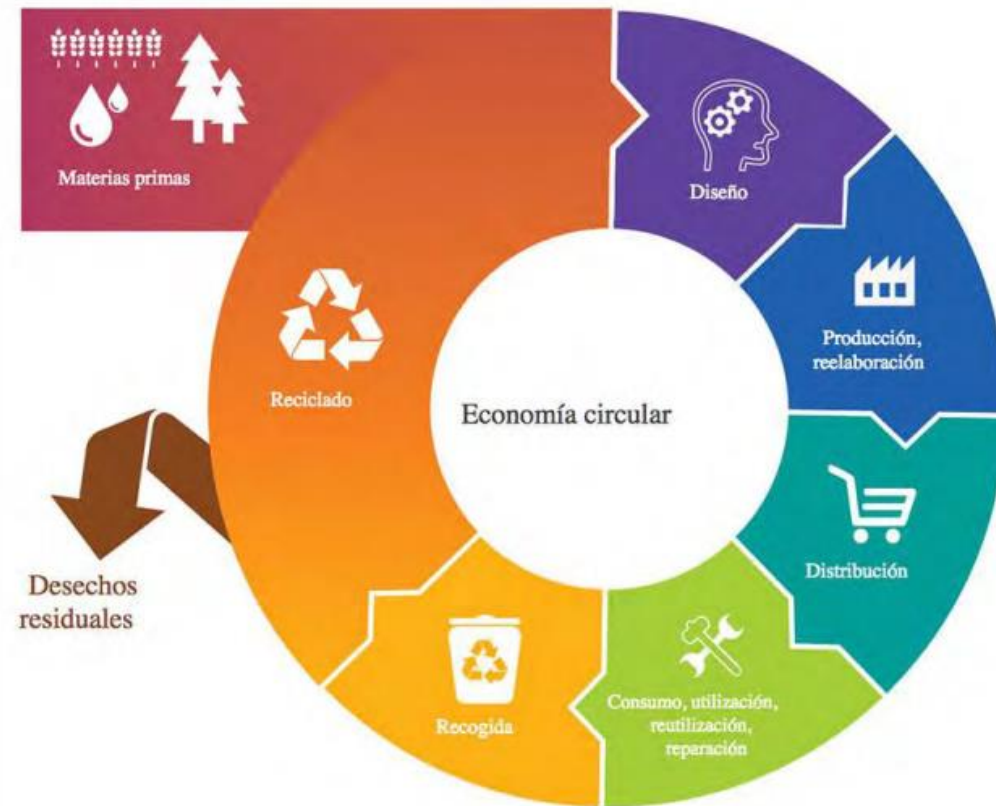 Materias primas
Diseño
Producción,
reelaboración
Reciclado
Economía circular
Distribución
Desechos
residuales
Consumo, utilización,
reutilización,
reparación
Recogida